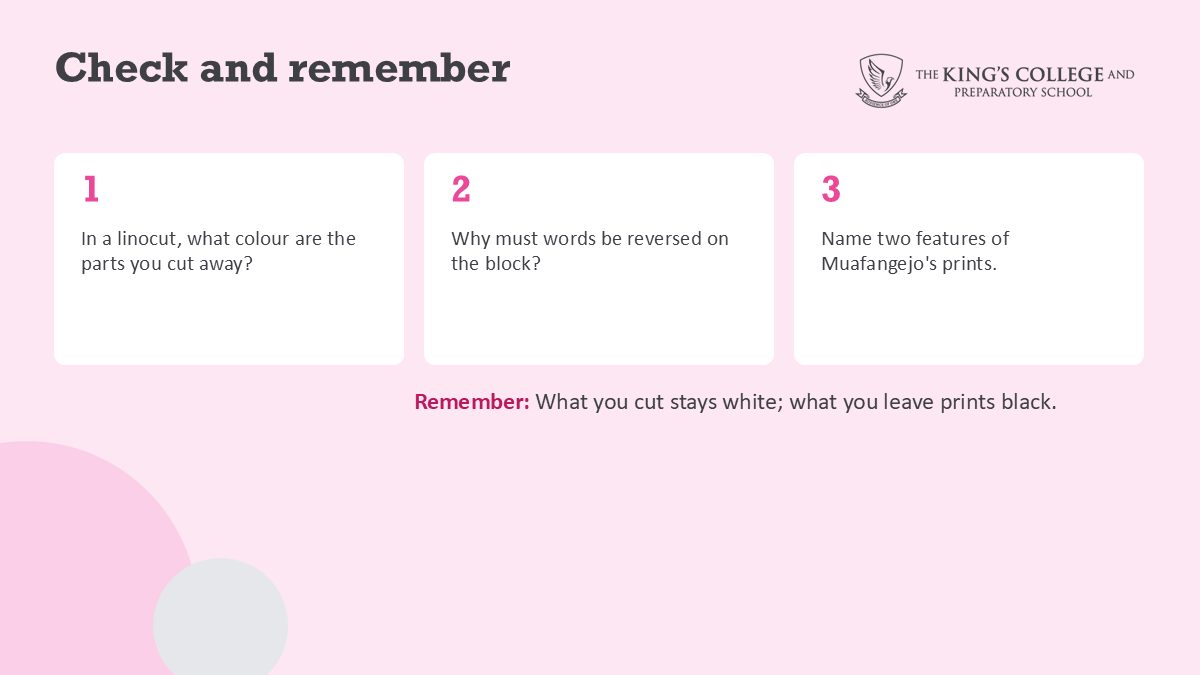 Check and remember
THE KING'S COLLEGE AND
PREPARATORY SCHOOL
1
In a linocut, what colour are the
parts you cut away?
2
Why must words be reversed on
the block?
3
Name two features of
Muafangejo's prints.
Remember: What you cut stays white; what you leave prints black.